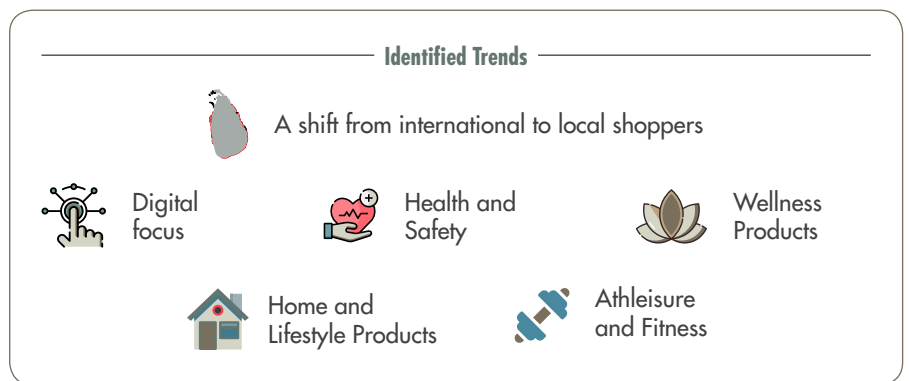 Identified Trends
A shift from international to local shoppers
Digital
focus
Health and
Safety
Wellness
Products
Home and
Lifestyle Products
Athleisure
and Fitness